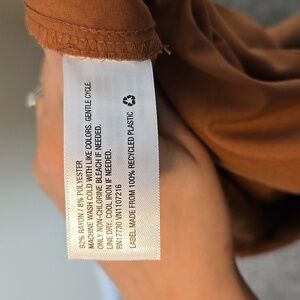 92% RAYON / 8% POLYESTER
MACHINE WASH COLD WITH LIKE COLORS. GENTLE CYCLE.
ONLY NON-CHLORINE BLEACH IF NEEDED.
LINE DRY. COOL IRON IF NEEDED.
RN17730 VN1107216
LABEL MADE FROM 100% RECYCLED PLASTIC